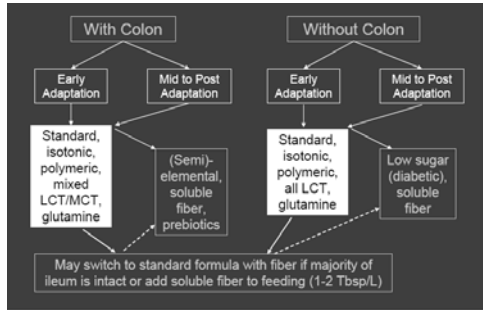 With Colon
Without Colon
Early
Adaptation
Mid to Post
Adaptation
Early
Adaptation
Mid to Post
Adaptation
Standard,
isotonic,
polymeric,
mixed
LCT/MCT,
glutamine
(Semi)-
elemental,
soluble
fiber,
prebiotics
Standard,
isotonic,
polymeric,
all LCT,
glutamine
Low sugar
(diabetic),
soluble
fiber
May switch to standard formula with fiber if majority of
ileum is intact or add soluble fiber to feeding (1-2 Tbsp/L)